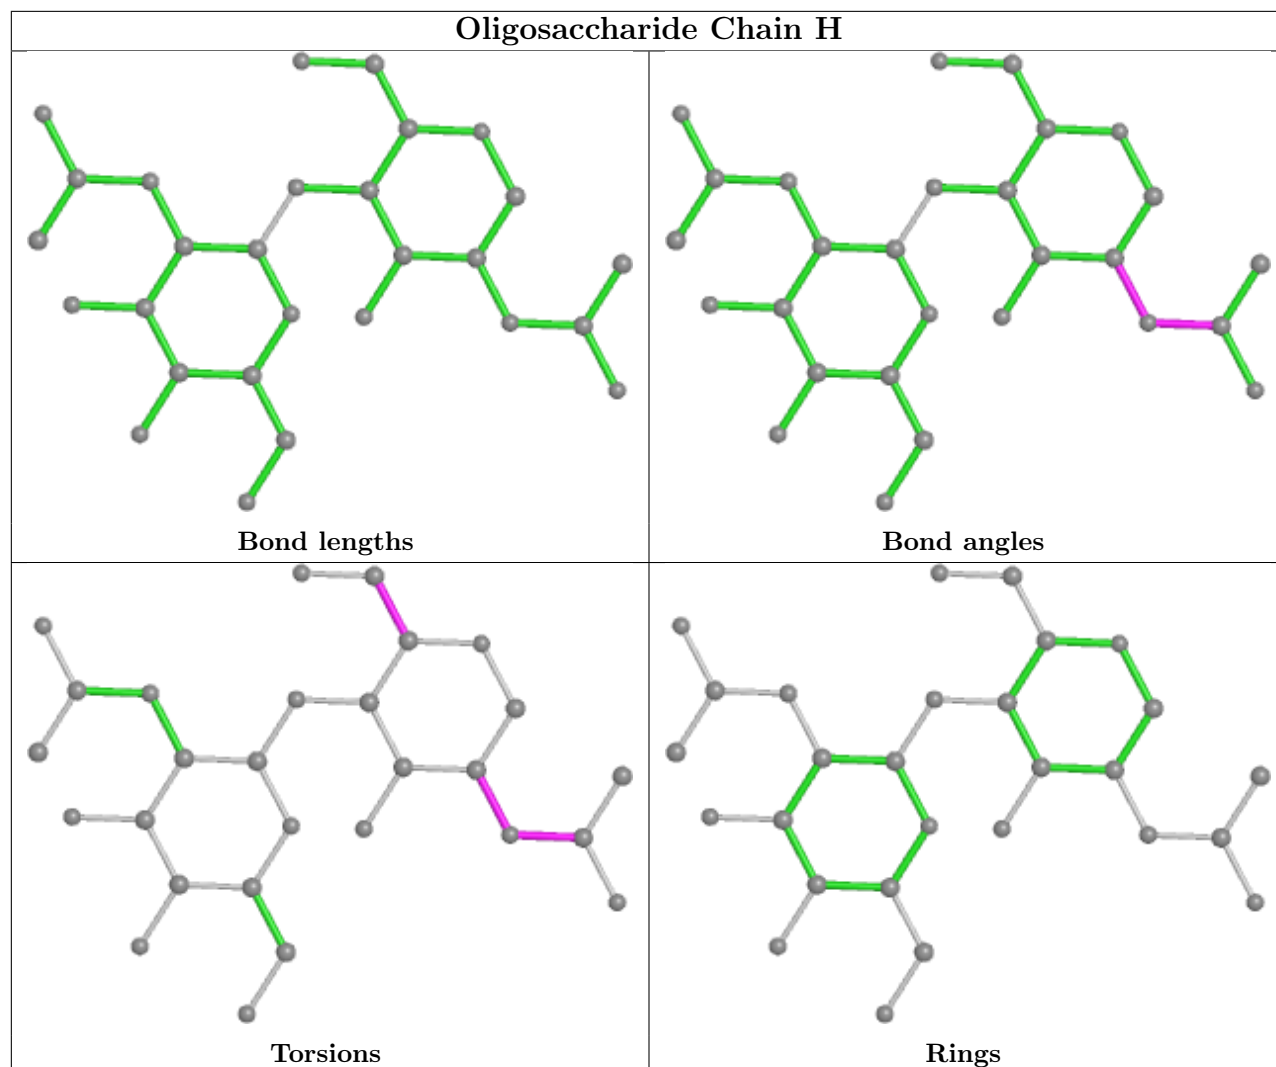 Oligosaccharide Chain H
Bond lengths
Bond angles
Torsions
Rings